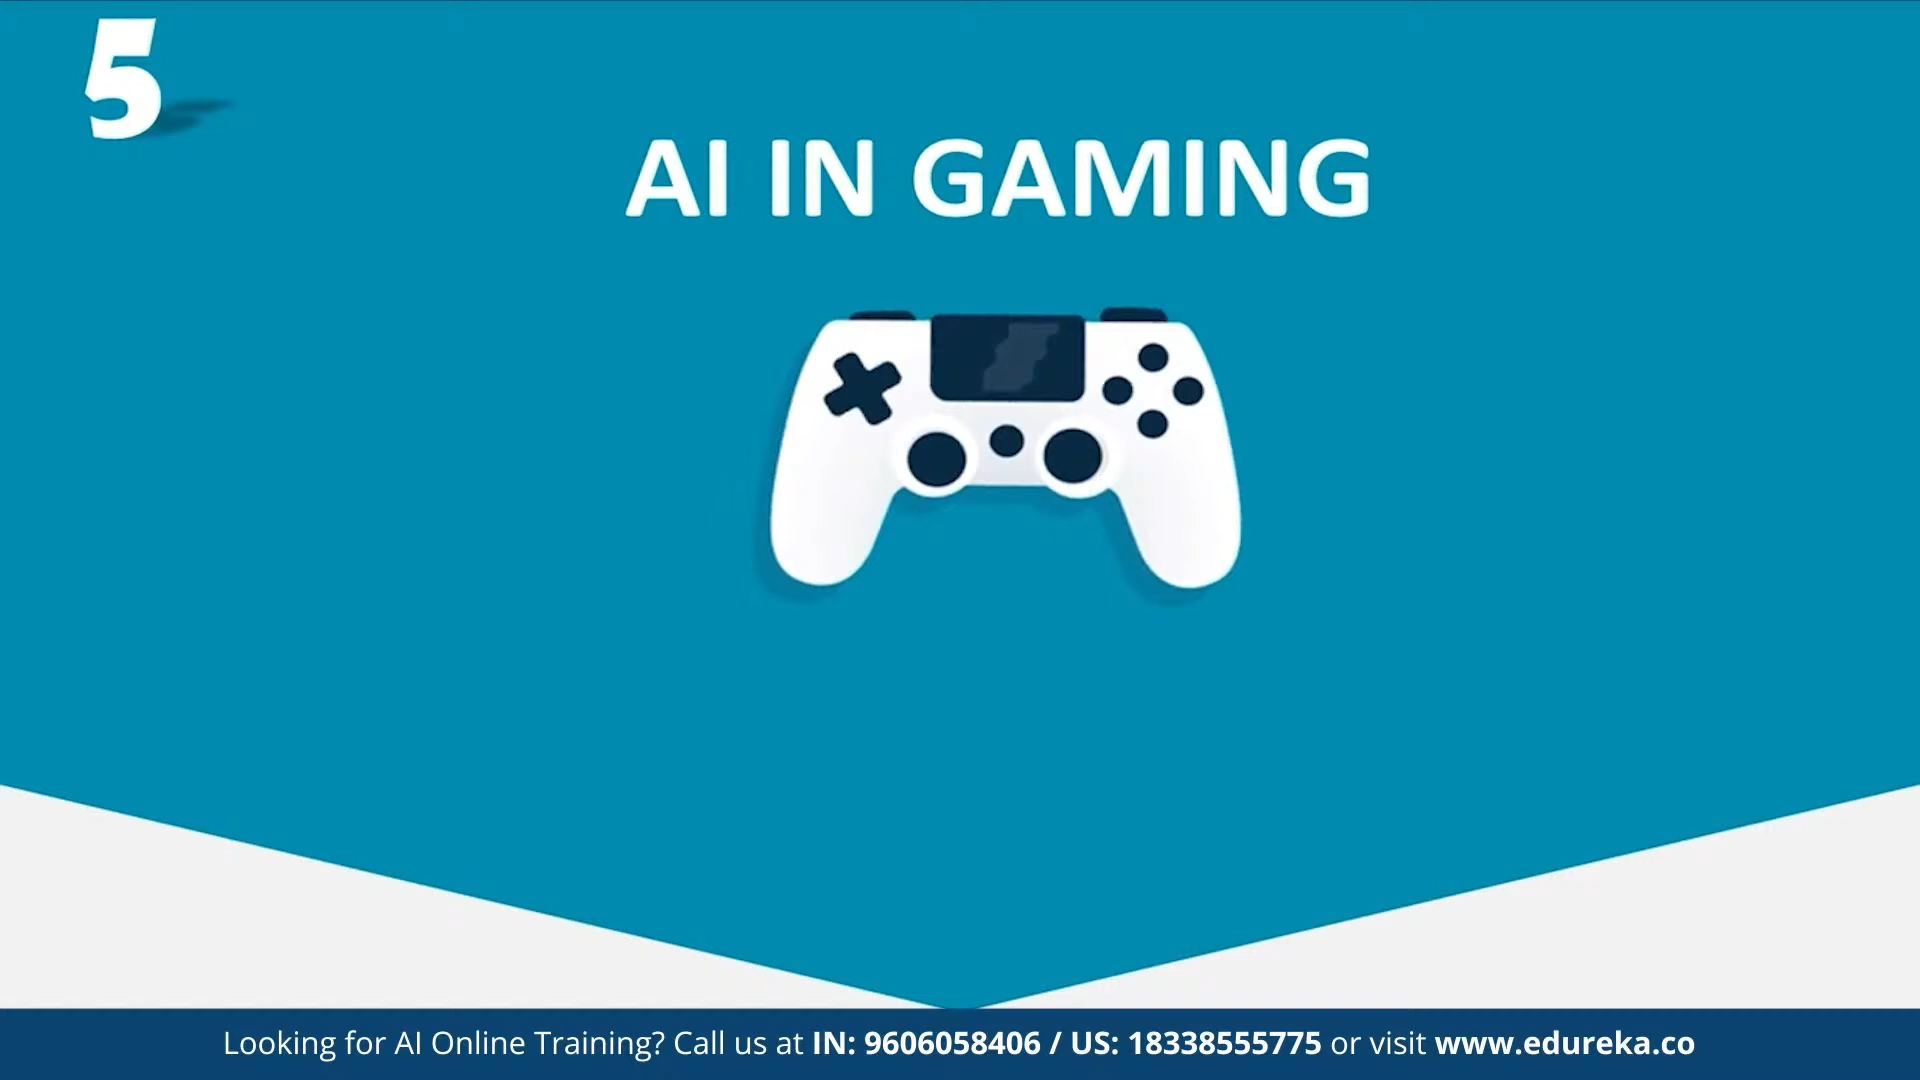 5
AI IN GAMING
Looking for AI Online Training? Call us at IN: 9606058406 / US: 18338555775 or visit www.edureka.co